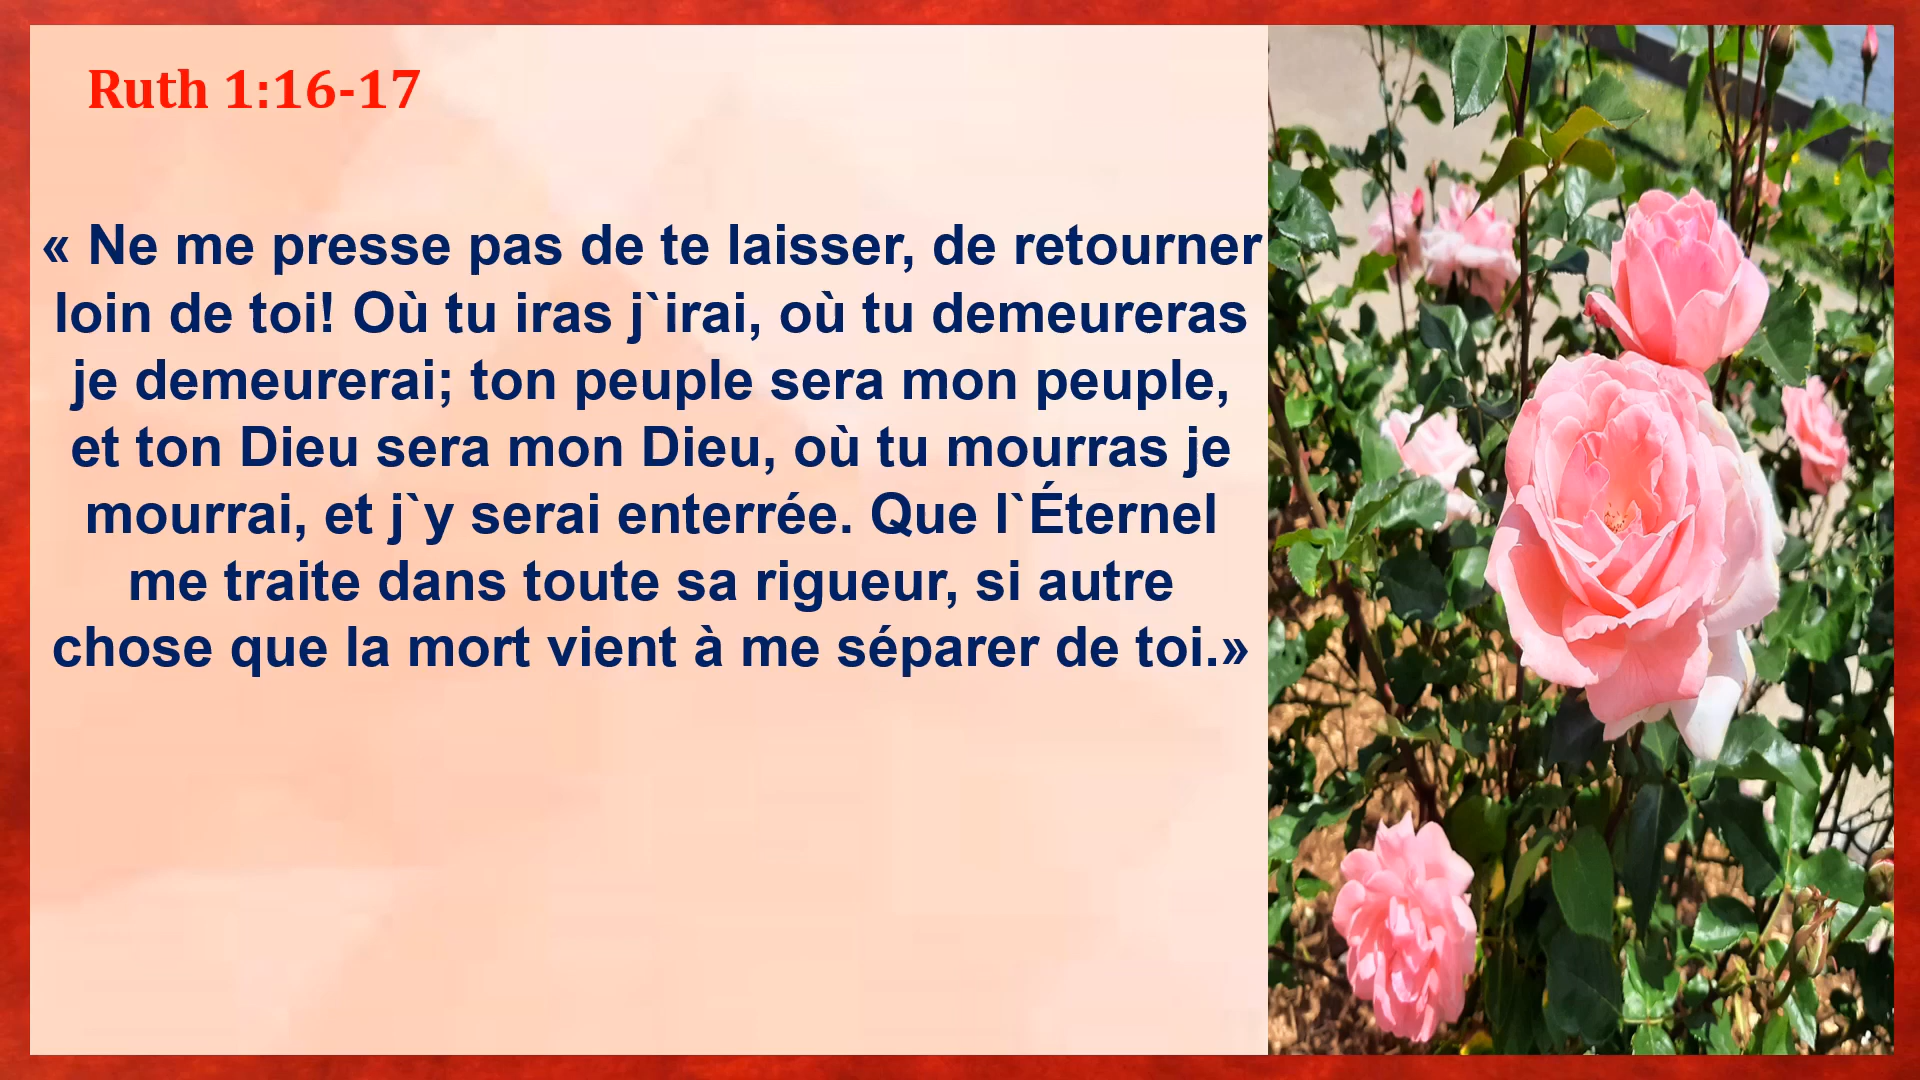 Ruth 1:16-17
« Ne me presse pas de te laisser, de retourner
loin de toi! Où tu iras j`irai, où tu demeureras
je demeurerai; ton peuple sera mon peuple,
et ton Dieu sera mon Dieu, où tu mourras je
mourrai, et j`y serai enterrée. Que l`Éternel
me traite dans toute sa rigueur, si autre
chose que la mort vient à me séparer de toi.»